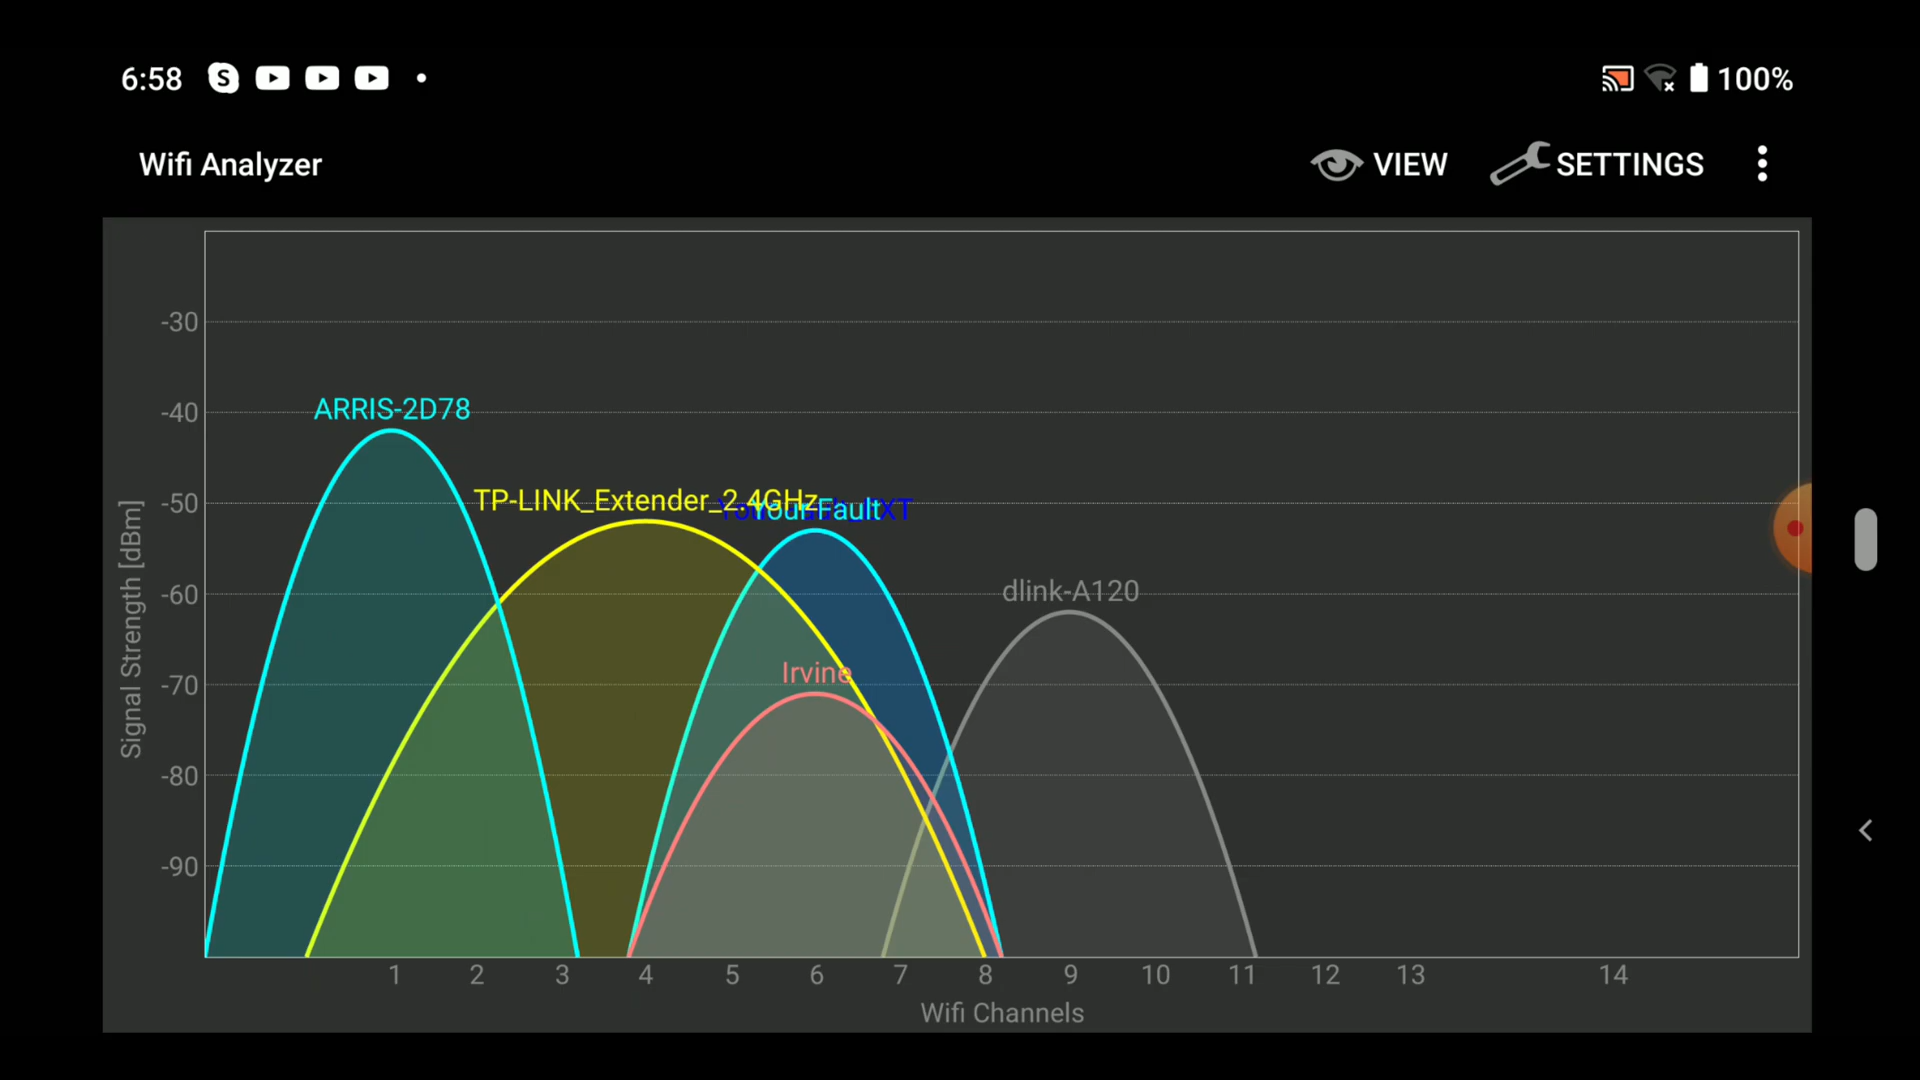 6:58 S 100%
Wifi Analyzer VIEW SETTINGS
-30
-40
-50
-60
-70
-80
-90
Signal Strength [dBm]
ARRIS-2D78
TP-LINK_Extender_2.4GHz
YourFault
XT
dlink-A120
Irvine
1 2 3 4 5 6 7 8 9 10 11 12 13 14
Wifi Channels